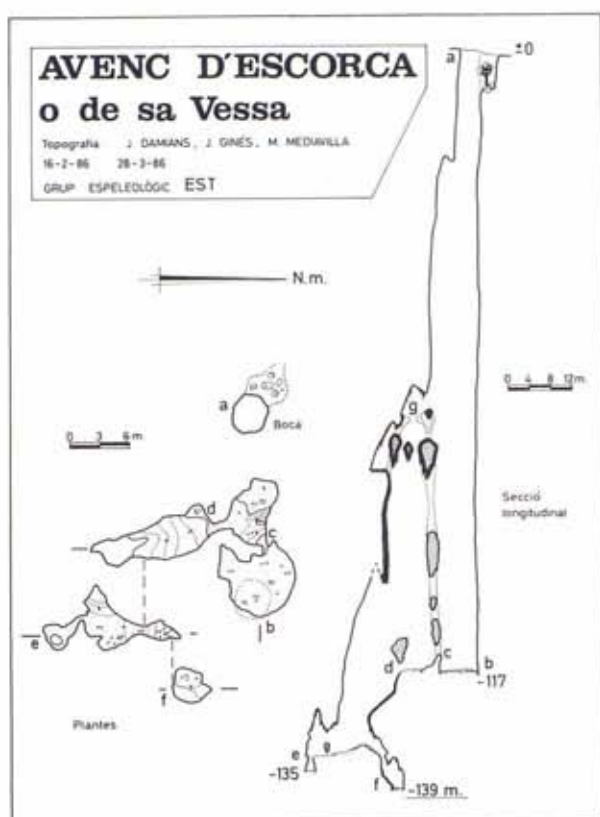 AVENC D'ESCORCA
o de sa Vessa
Topografia J. DAMIANS, J. GINÉS, M. MEDIAVILLA
16-2-86 28-3-86
GRUP ESPELEOLÒGIC EST
a
±0
N.m.
0 4 8 12m.
g
a
Boca
0 3 6m.
Secció
longitudinal
d
c
b
e
f
Plantes
c
d
b
-117
e
-135
f
-139 m.